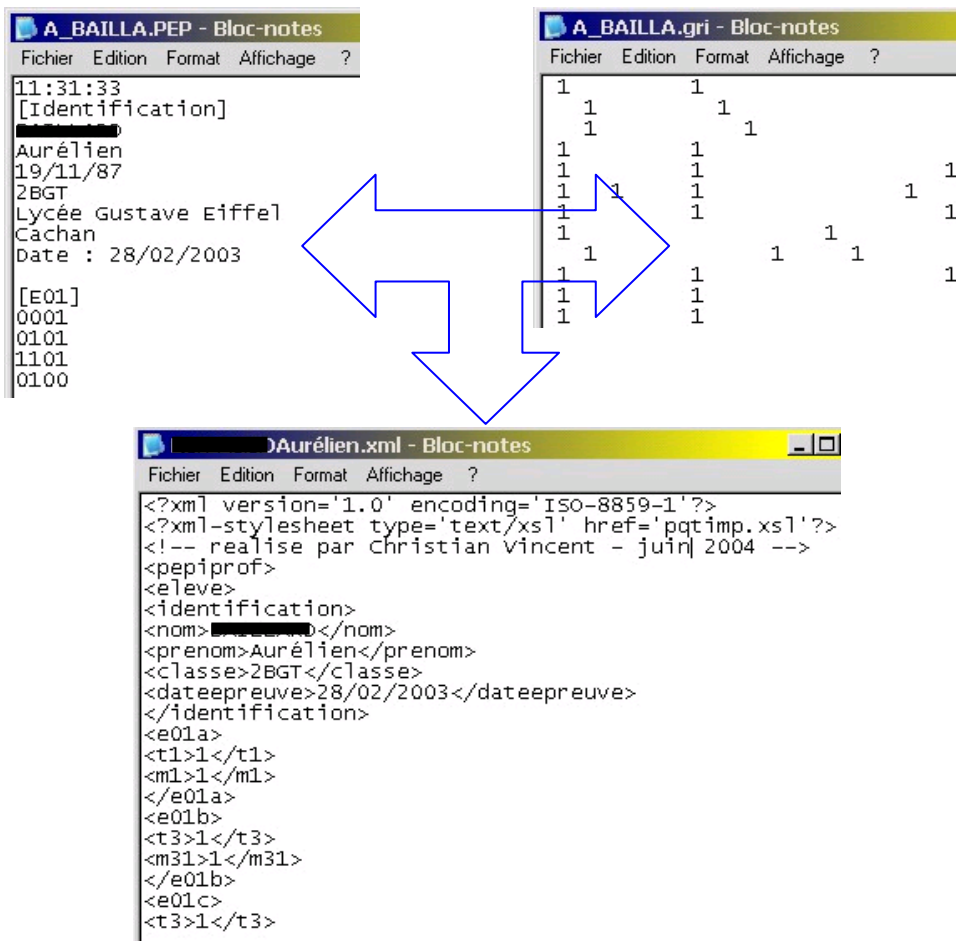 A_BAILLA.PEP - Bloc-notes
Fichier Edition Format Affichage ?
11:31:33
[Identification]
Aurélien
19/11/87
2BGT
Lycée Gustave Eiffel
Cachan
Date : 28/02/2003
[E01]
0001
0101
1101
0100
A_BAILLA.gri - Bloc-notes
Fichier Edition Format Affichage ?
1 1
1 1
1 1
1 1
1 1 1
1 1 1 1
1 1 1
1 1
1 1 1
1 1 1
1 1
1 1
Aurélien.xml - Bloc-notes
Fichier Edition Format Affichage ?
<?xml version='1.0' encoding='ISO-8859-1'?>
<?xml-stylesheet type='text/xsl' href='pqtimp.xsl'?>
<!-- realise par Christian Vincent - juin 2004 -->
<pepiprof>
<eleve>
<identification>
<nom></nom>
<prenom>Aurélien</prenom>
<classe>2BGT</classe>
<dateepreuve>28/02/2003</dateepreuve>
</identification>
<e01a>
<t1>1</t1>
<m1>1</m1>
</e01a>
<e01b>
<t3>1</t3>
<m31>1</m31>
</e01b>
<e01c>
<t3>1</t3>